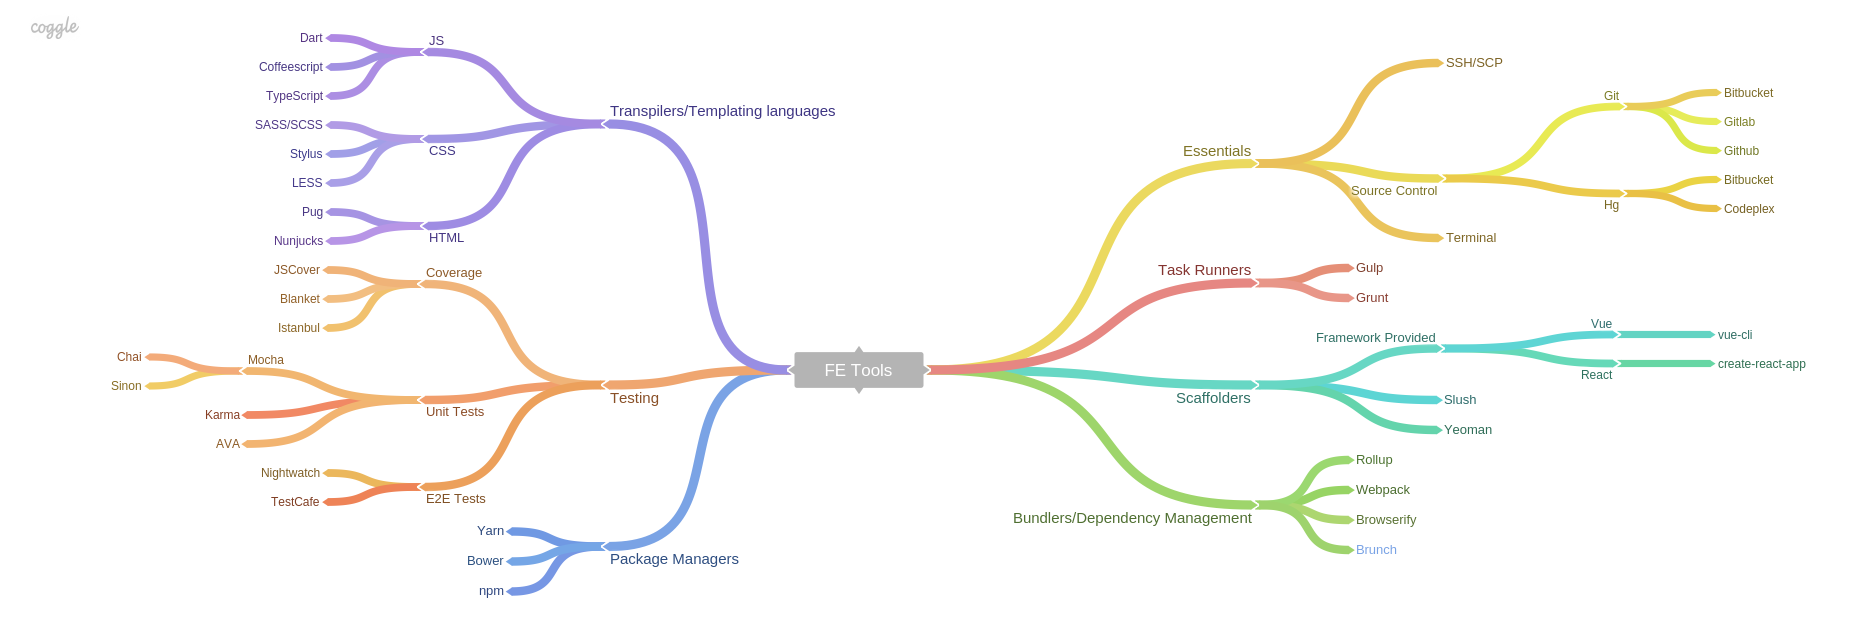 coggle
FE Tools
Transpilers/Templating languages
JS
Dart
Coffeescript
TypeScript
CSS
SASS/SCSS
Stylus
LESS
HTML
Pug
Nunjucks
Testing
Coverage
JSCover
Blanket
Istanbul
Unit Tests
Mocha
Chai
Sinon
Karma
AVA
E2E Tests
Nightwatch
TestCafe
Package Managers
Yarn
Bower
npm
Essentials
SSH/SCP
Source Control
Git
Bitbucket
Gitlab
Github
Hg
Bitbucket
Codeplex
Terminal
Task Runners
Gulp
Grunt
Scaffolders
Framework Provided
Vue
vue-cli
React
create-react-app
Slush
Yeoman
Bundlers/Dependency Management
Rollup
Webpack
Browserify
Brunch